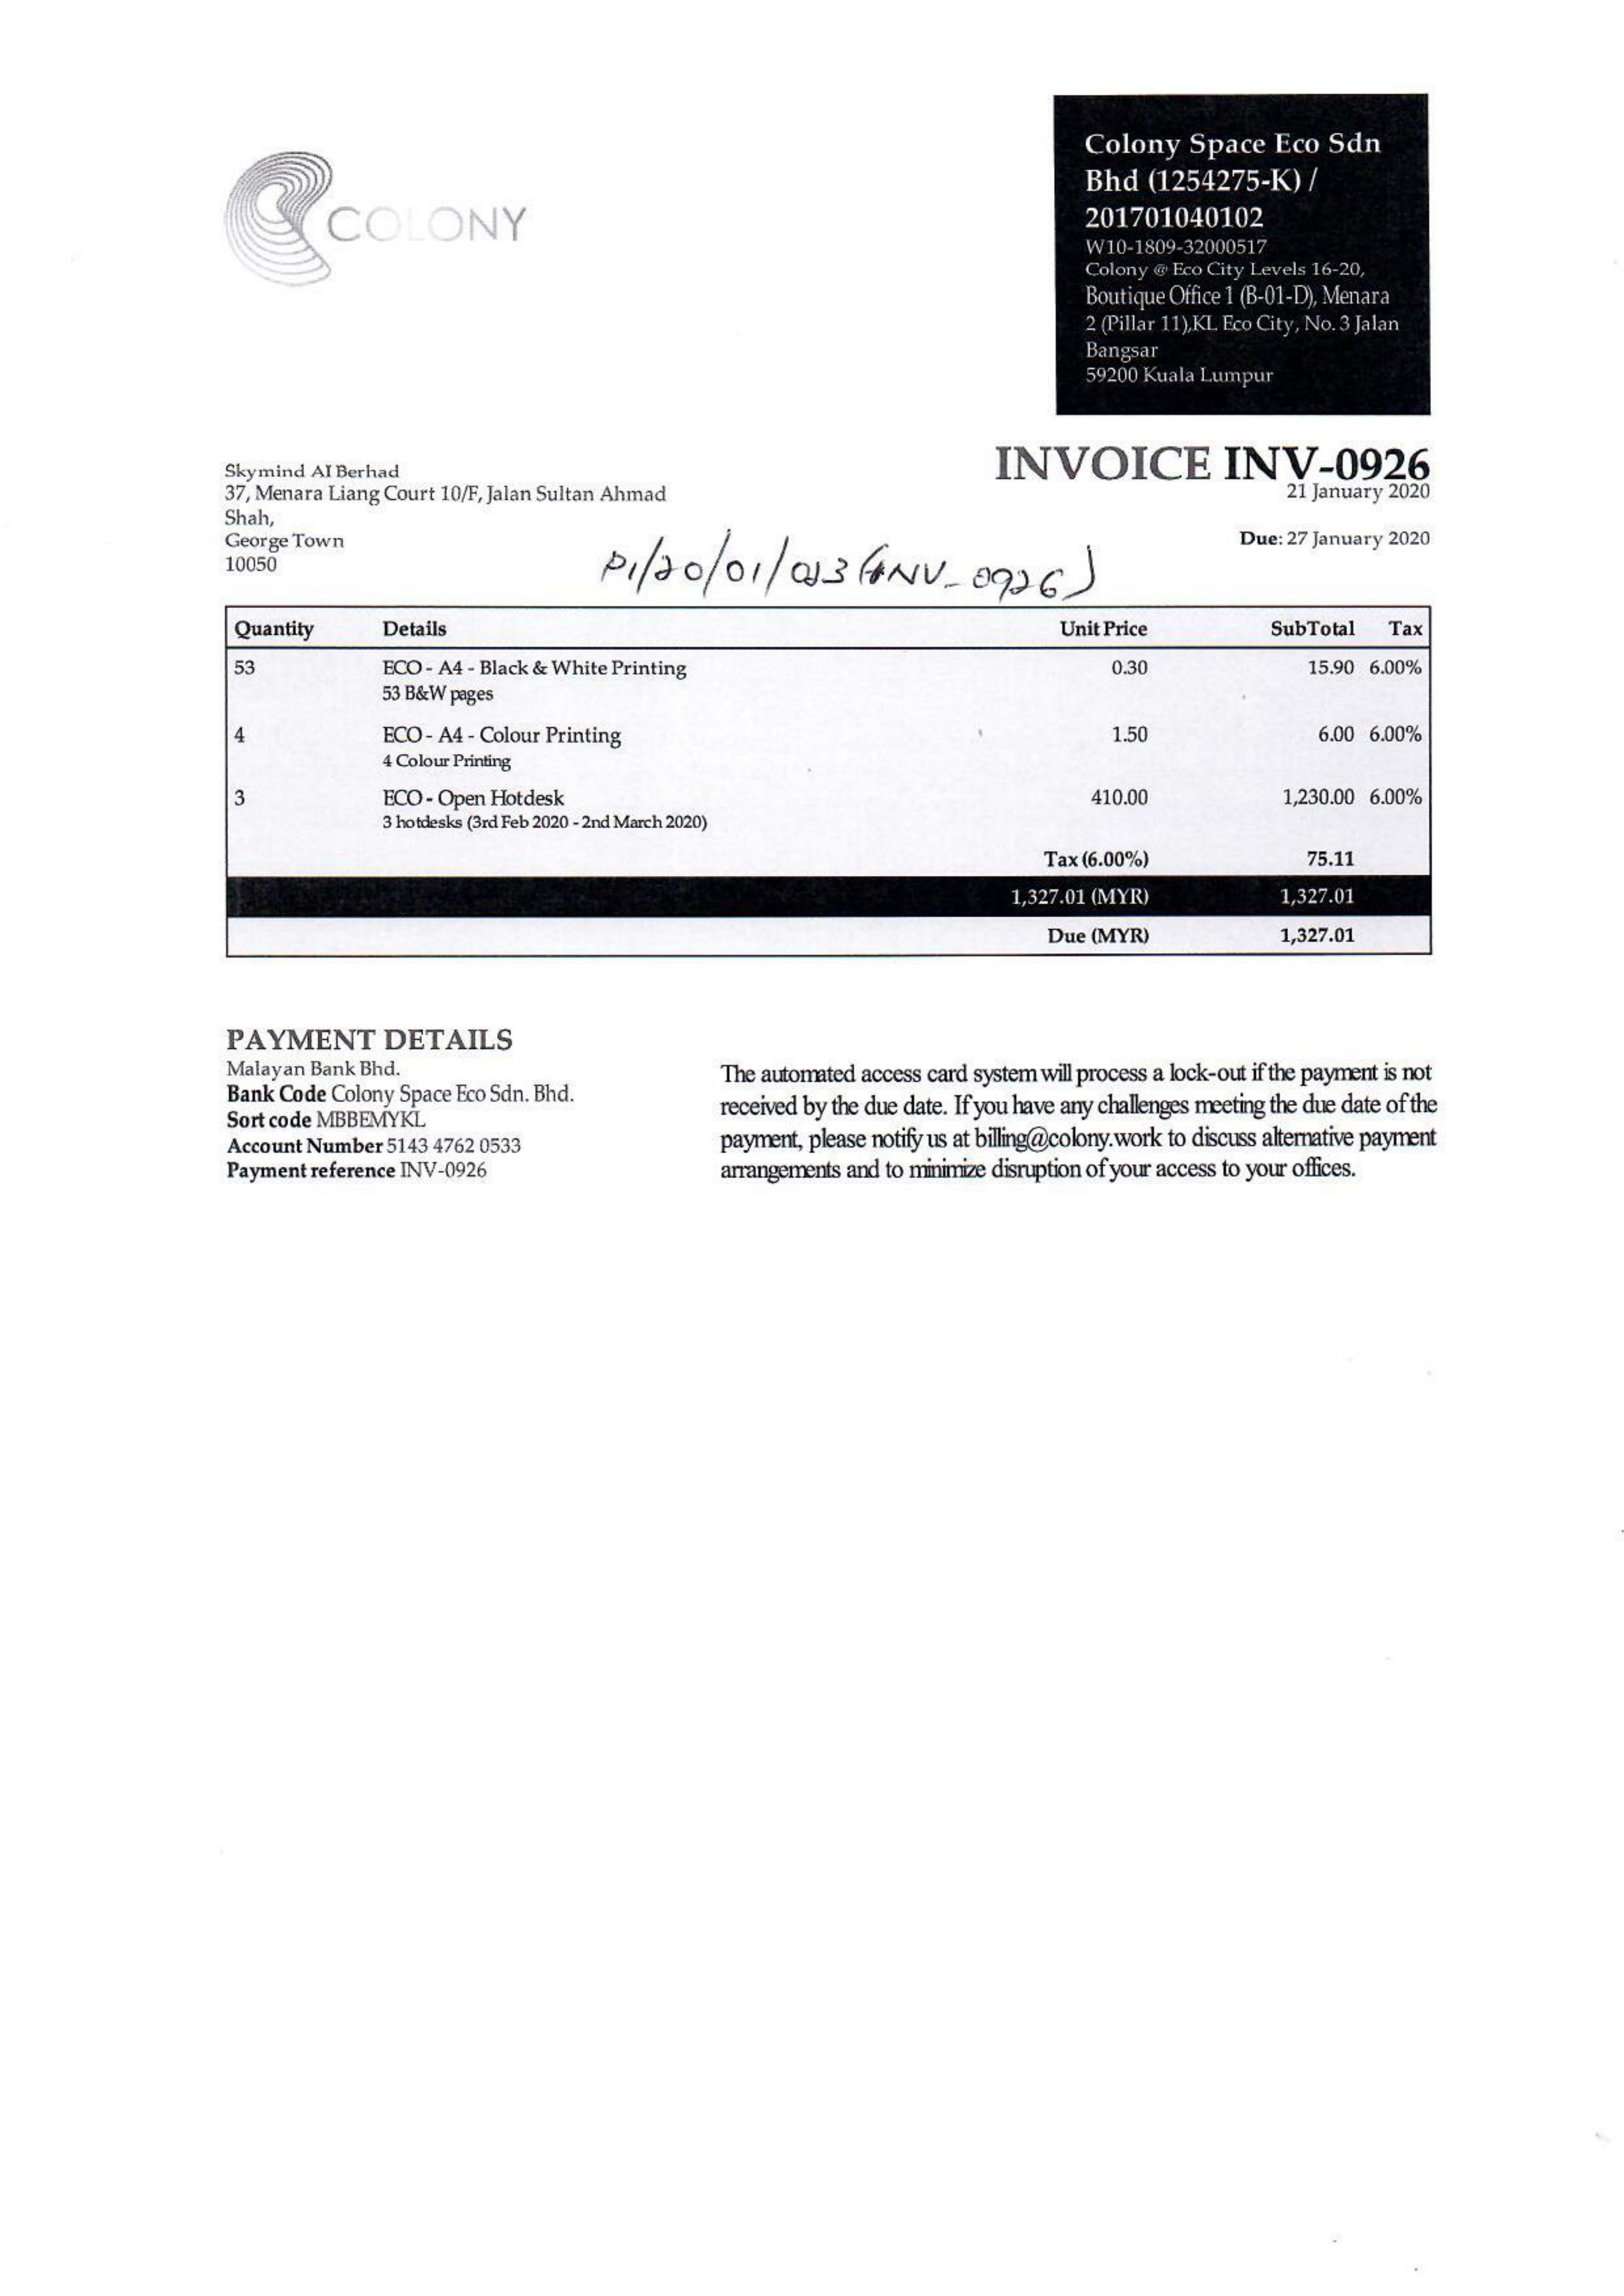 COLONY
Colony Space Eco Sdn
Bhd (1254275-K) /
201701040102
W10-1809-32000517
Colony @ Eco City Levels 16-20,
Boutique Office 1 (B-01-D), Menara
2 (Pillar 11),KL Eco City, No. 3 Jalan
Bangsar
59200 Kuala Lumpur
INVOICE INV-0926
21 January 2020
Due: 27 January 2020
Skymind AI Berhad
37, Menara Liang Court 10/F, Jalan Sultan Ahmad
Shah,
George Town
10050
(INV-0926)
Quantity Details Unit Price SubTotal Tax
53 ECO - A4 - Black & White Printing 0.30 15.90 6.00%
53 B&W pages
4 ECO - A4 - Colour Printing 1.50 6.00 6.00%
4 Colour Printing
3 ECO - Open Hotdesk 410.00 1,230.00 6.00%
3 hotdesks (3rd Feb 2020 - 2nd March 2020)
Tax (6.00%) 75.11
1,327.01 (MYR) 1,327.01
Due (MYR) 1,327.01
PAYMENT DETAILS
Malayan Bank Bhd.
Bank Code Colony Space Eco Sdn. Bhd.
Sort code MBBEMYKL
Account Number 5143 4762 0533
Payment reference INV-0926
The automated access card system will process a lock-out if the payment is not
received by the due date. If you have any challenges meeting the due date of the
payment, please notify us at billing@colony.work to discuss alternative payment
arrangements and to minimize disruption of your access to your offices.